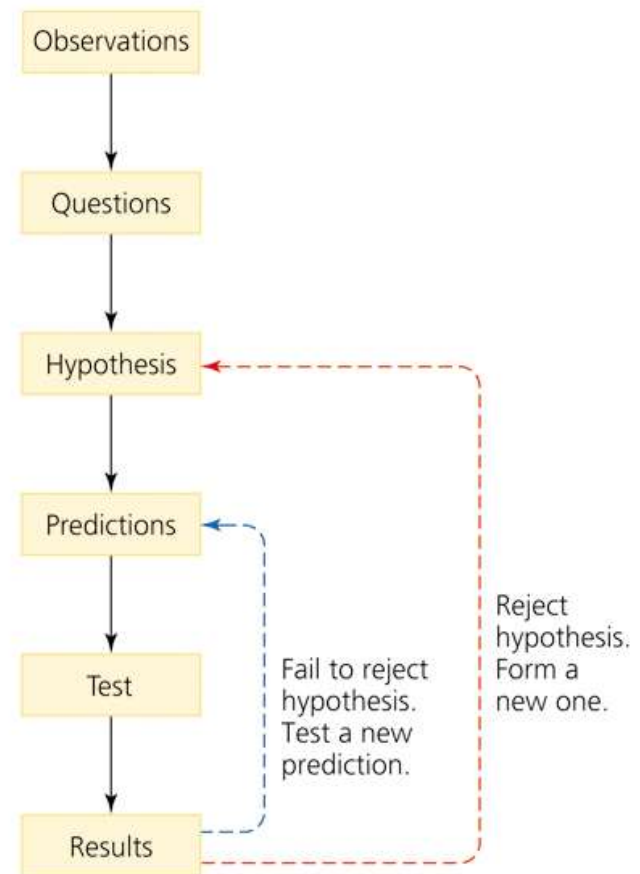 Observations
Questions
Hypothesis
Predictions
Test
Results
Fail to reject
hypothesis.
Test a new
prediction.
Reject
hypothesis.
Form a
new one.